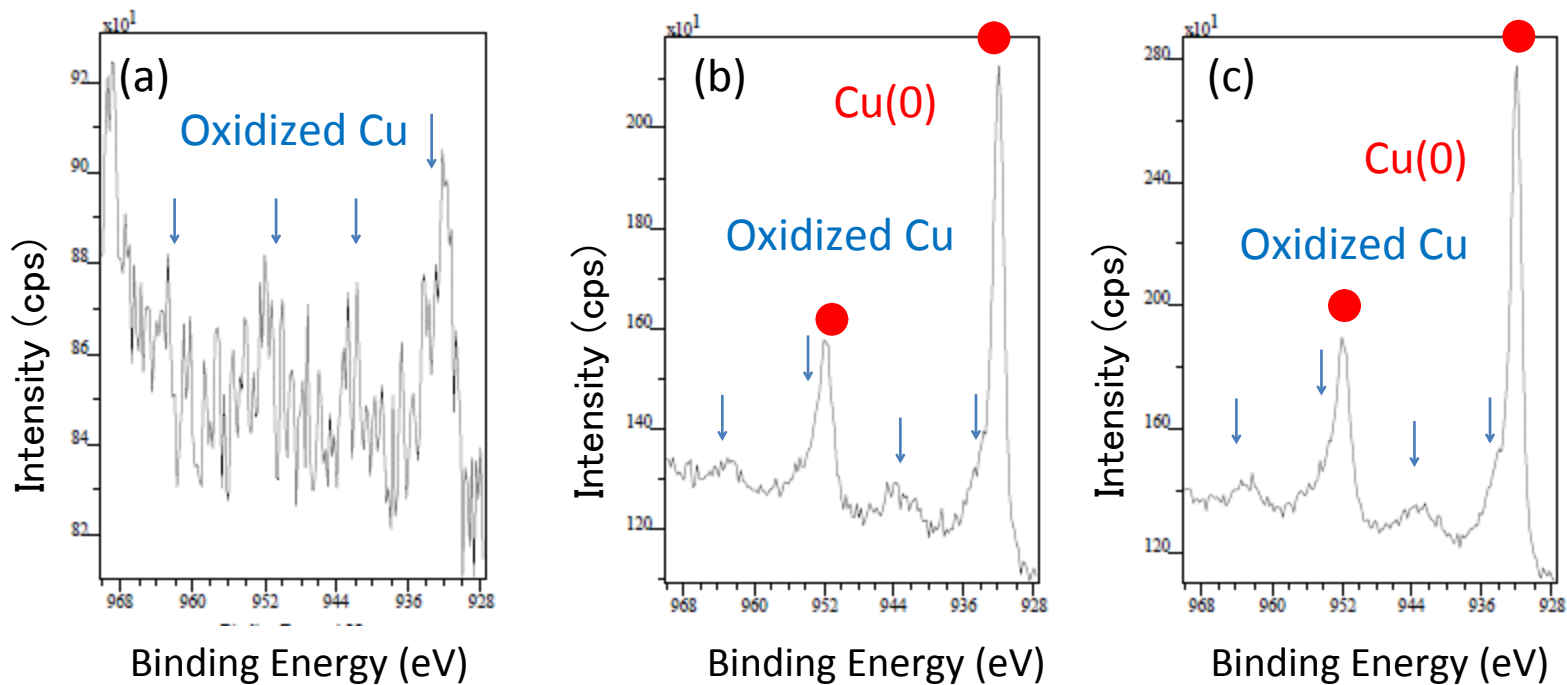 x10¹
(a)
Oxidized Cu
92
90
88
86
84
82
968 960 952 944 936 928
Intensity (cps)
Binding Energy (eV)
x10¹
(b)
Cu(0)
Oxidized Cu
200
180
160
140
120
968 960 952 944 936 928
Intensity (cps)
Binding Energy (eV)
x10¹
(c)
Cu(0)
Oxidized Cu
280
240
200
160
120
968 960 952 944 936 928
Intensity (cps)
Binding Energy (eV)